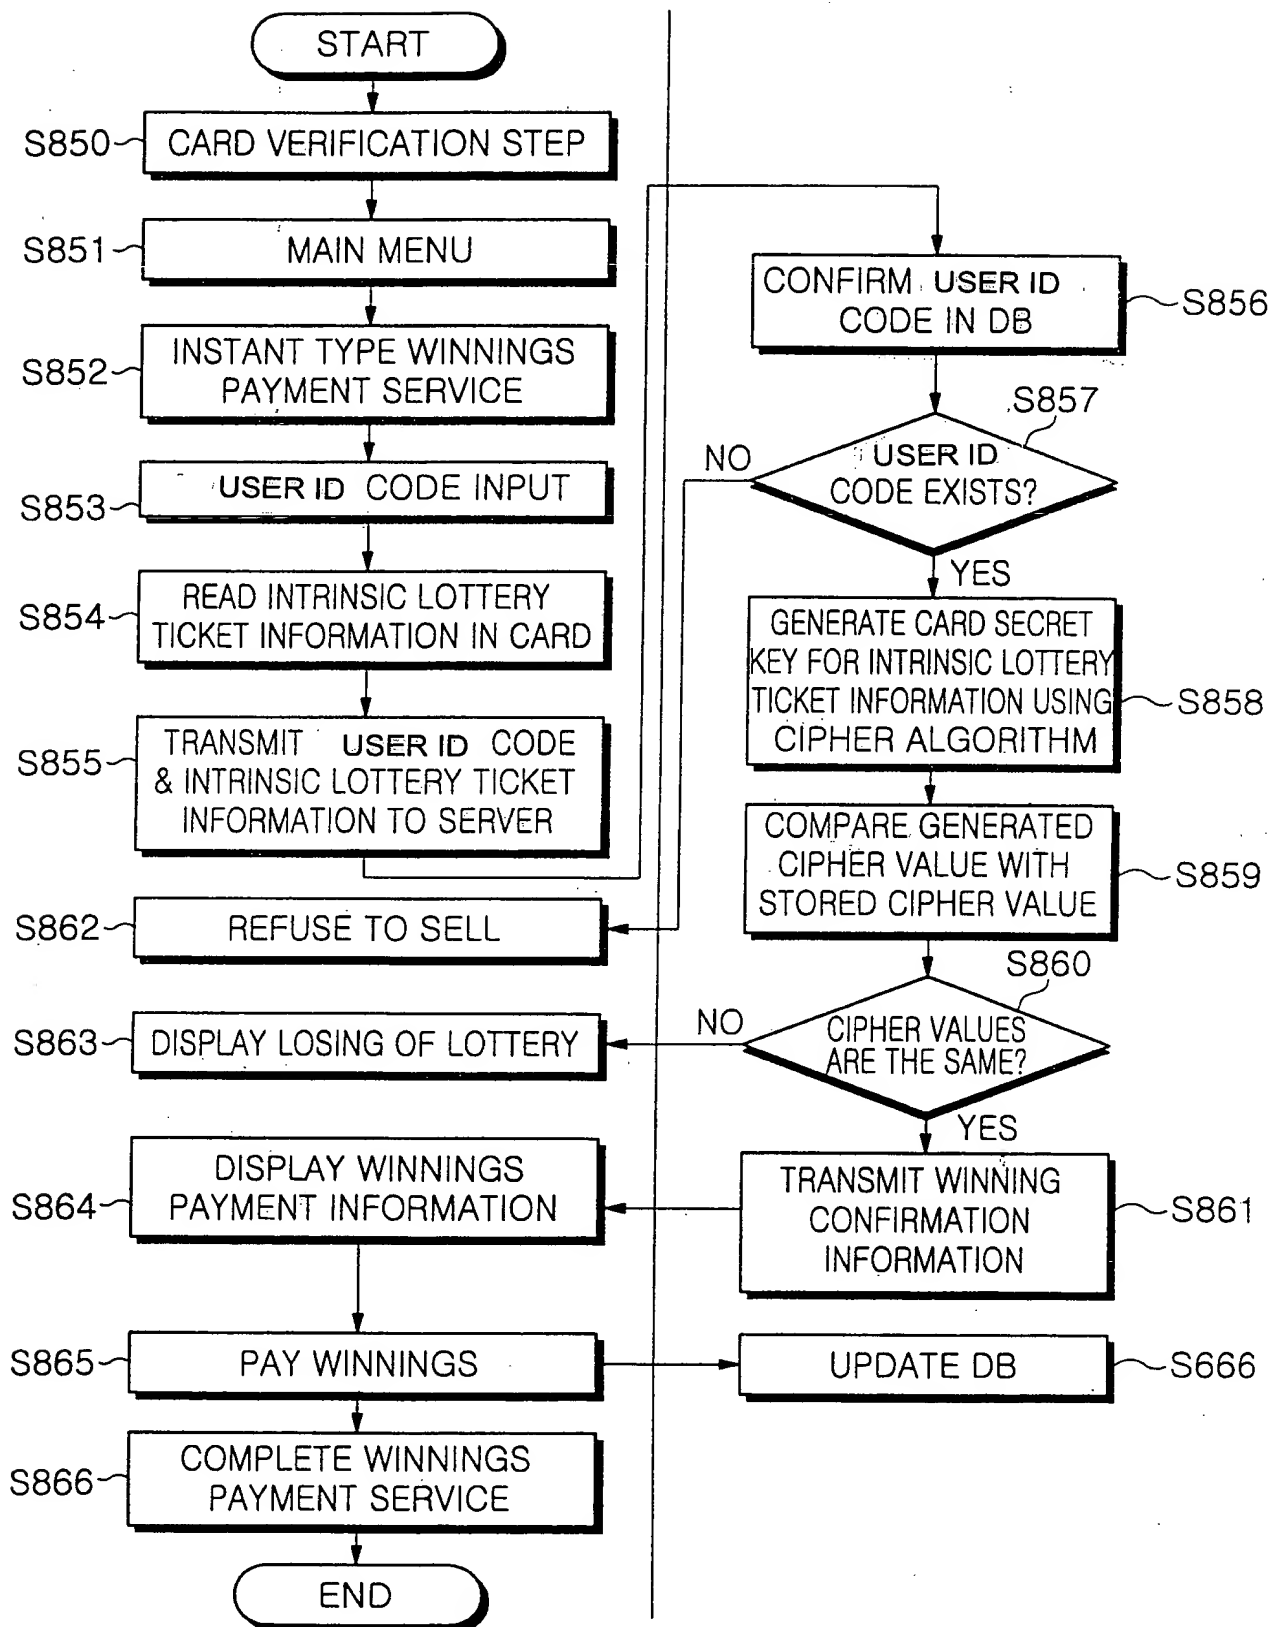 START
S850
CARD VERIFICATION STEP
S851
MAIN MENU
S852
INSTANT TYPE WINNINGS
PAYMENT SERVICE
S853
USER ID CODE INPUT
S854
READ INTRINSIC LOTTERY
TICKET INFORMATION IN CARD
S855
TRANSMIT USER ID CODE
& INTRINSIC LOTTERY TICKET
INFORMATION TO SERVER
S862
REFUSE TO SELL
S863
DISPLAY LOSING OF LOTTERY
S864
DISPLAY WINNINGS
PAYMENT INFORMATION
S865
PAY WINNINGS
S866
COMPLETE WINNINGS
PAYMENT SERVICE
END
CONFIRM USER ID
CODE IN DB
S856
S857
NO
USER ID
CODE EXISTS?
YES
GENERATE CARD SECRET
KEY FOR INTRINSIC LOTTERY
TICKET INFORMATION USING
CIPHER ALGORITHM
S858
COMPARE GENERATED
CIPHER VALUE WITH
STORED CIPHER VALUE
S859
S860
NO
CIPHER VALUES
ARE THE SAME?
YES
TRANSMIT WINNING
CONFIRMATION
INFORMATION
S861
UPDATE DB
S666